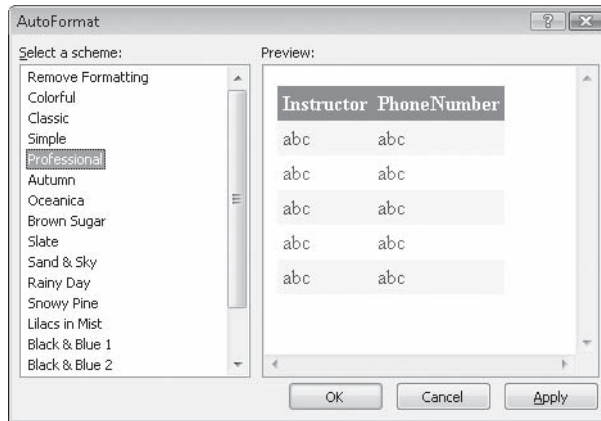 AutoFormat
Select a scheme:
Remove Formatting
Colorful
Classic
Simple
Professional
Autumn
Oceanica
Brown Sugar
Slate
Sand & Sky
Rainy Day
Snowy Pine
Lilacs in Mist
Black & Blue 1
Black & Blue 2
Preview:
Instructor PhoneNumber
abc abc
abc abc
abc abc
abc abc
abc abc
OK Cancel Apply